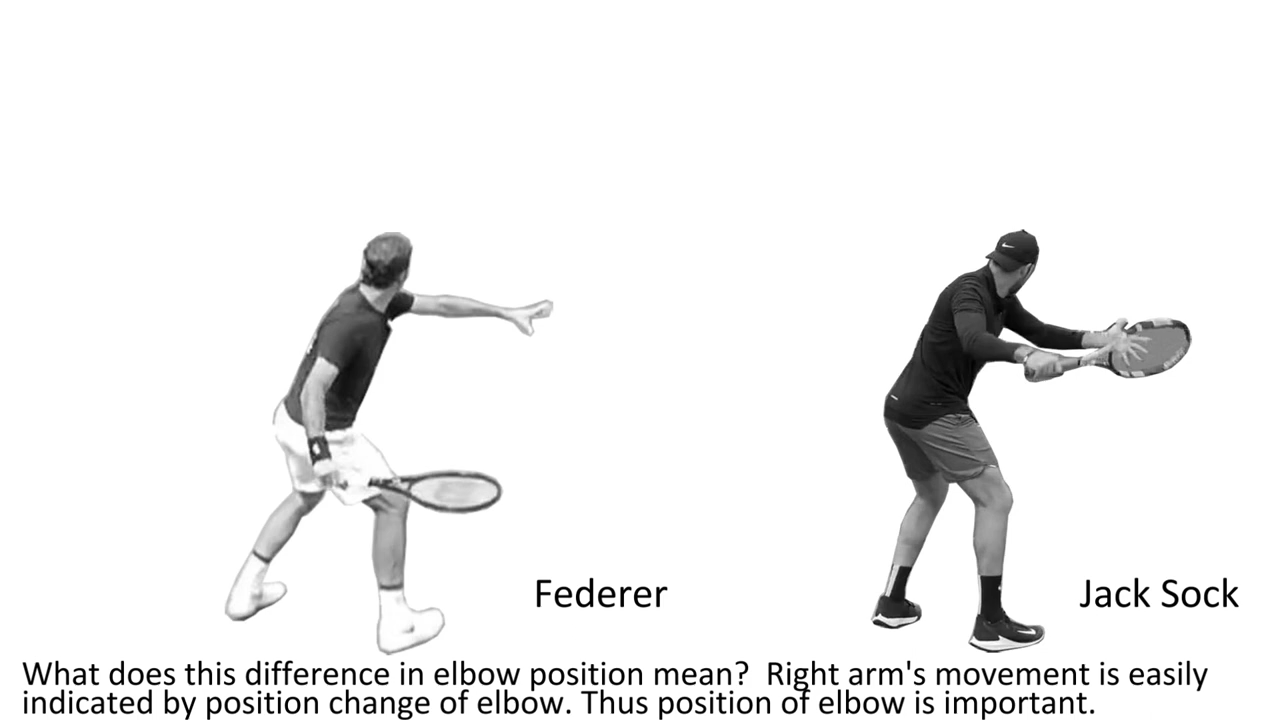 Federer
Jack Sock
What does this difference in elbow position mean?  Right arm's movement is easily
indicated by position change of elbow. Thus position of elbow is important.